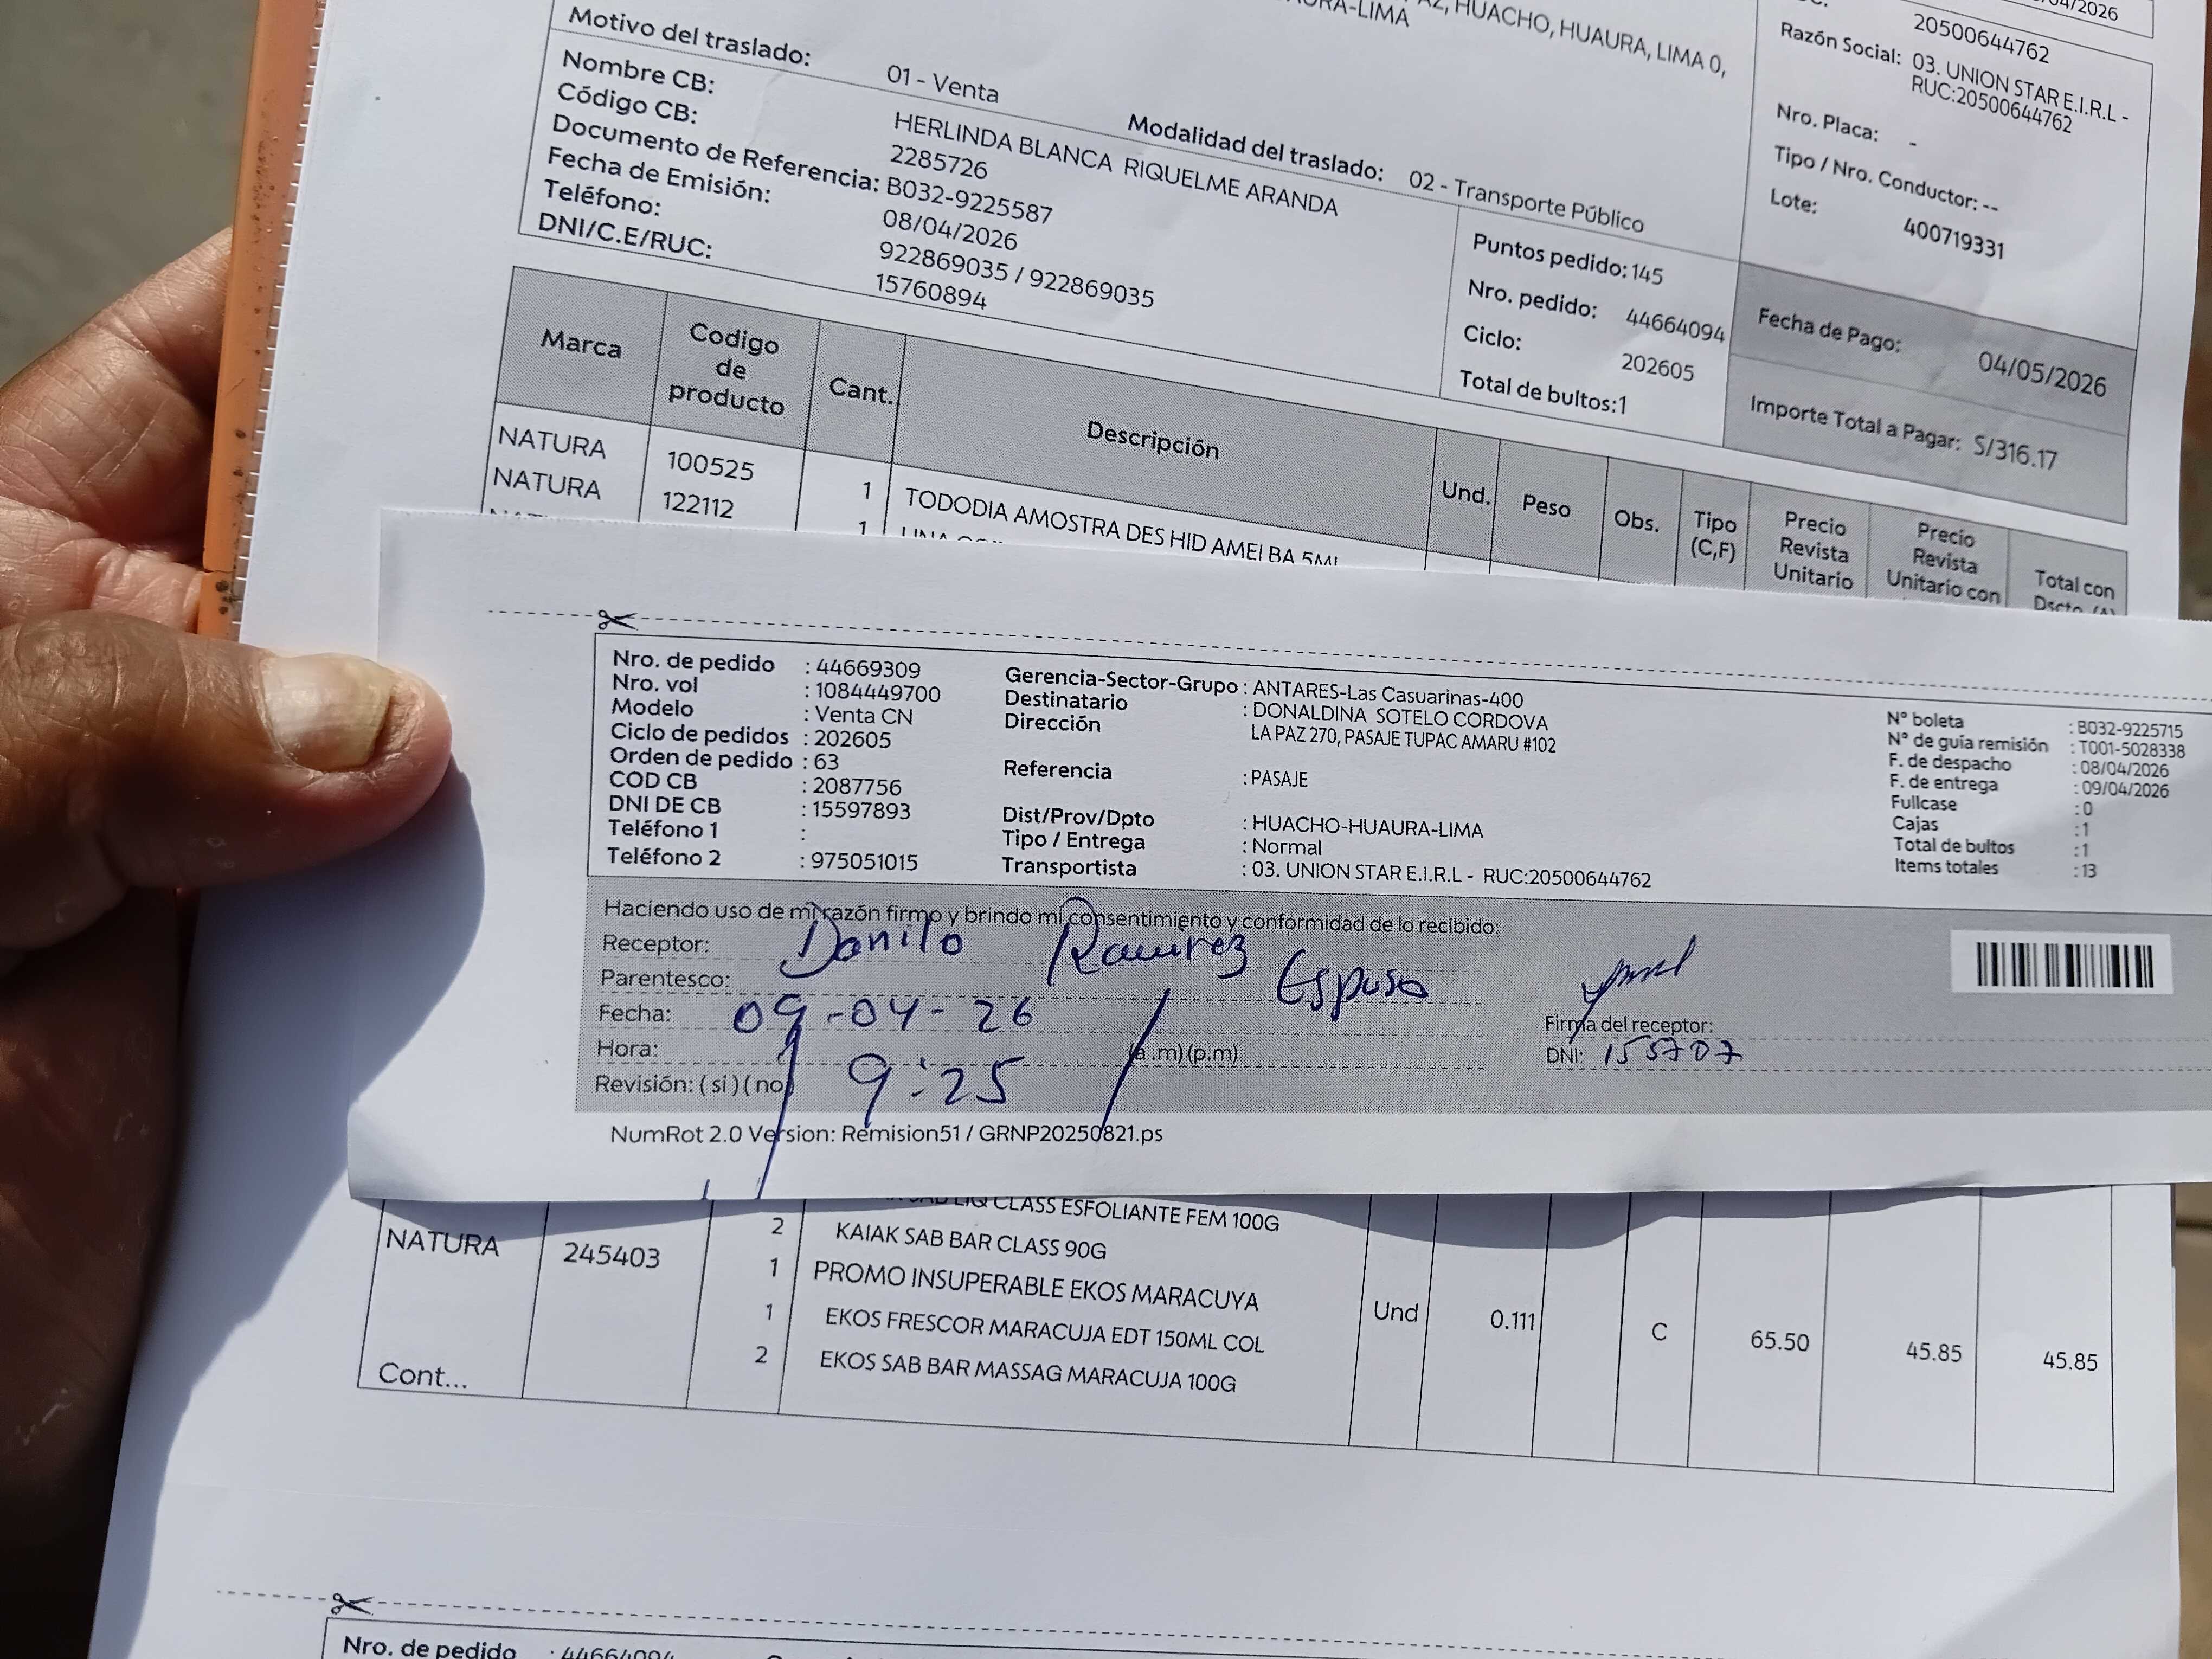 HUACHO, HUAURA, LIMA 0,
URA-LIMA
/04/2026
20500644762
Razón Social: 03. UNION STAR E.I.R.L - RUC:20500644762
Nro. Placa: -
Tipo / Nro. Conductor: --
Lote: 400719331
Motivo del traslado: 01 - Venta
Modalidad del traslado: 02 - Transporte Público
Nombre CB: HERLINDA BLANCA RIQUELME ARANDA
Código CB: 2285726
Documento de Referencia: B032-9225587
Fecha de Emisión: 08/04/2026
Teléfono: 922869035 / 922869035
DNI/C.E/RUC: 15760894
Puntos pedido: 145
Nro. pedido: 44664094
Ciclo: 202605
Total de bultos:1
Fecha de Pago: 04/05/2026
Importe Total a Pagar: S/316.17
Marca Codigo de producto Cant. Descripción Und. Peso Obs. Tipo (C,F) Precio Revista Unitario Precio Revista Unitario con Total con Dscto. (A)
NATURA 100525 1 TODODIA AMOSTRA DES HID AMEI BA 5ML
NATURA 122112 1
Nro. de pedido : 44669309
Nro. vol : 1084449700
Modelo : Venta CN
Ciclo de pedidos : 202605
Orden de pedido : 63
COD CB : 2087756
DNI DE CB : 15597893
Teléfono 1 :
Teléfono 2 : 975051015
Gerencia-Sector-Grupo : ANTARES-Las Casuarinas-400
Destinatario : DONALDINA SOTELO CORDOVA
Dirección LA PAZ 270, PASAJE TUPAC AMARU #102
Referencia : PASAJE
Dist/Prov/Dpto : HUACHO-HUAURA-LIMA
Tipo / Entrega : Normal
Transportista : 03. UNION STAR E.I.R.L - RUC:20500644762
N° boleta : B032-9225715
N° de guía remisión : T001-5028338
F. de despacho : 08/04/2026
F. de entrega : 09/04/2026
Fullcase : 0
Cajas : 1
Total de bultos : 1
Items totales : 13
Haciendo uso de mi razón firmo y brindo mi consentimiento y conformidad de lo recibido:
Receptor: Danilo Ramirez
Parentesco: Esposo
Fecha: 09-04-26
Hora: 9:25 (a.m) (p.m)
Revisión: ( si ) ( no)
Firma del receptor:
DNI: 155707
NumRot 2.0 Version: Remision51 / GRNP20250821.ps
LIQ CLASS ESFOLIANTE FEM 100G
2 KAIAK SAB BAR CLASS 90G
NATURA 245403 1 PROMO INSUPERABLE EKOS MARACUYA Und 0.111 C 65.50 45.85 45.85
1 EKOS FRESCOR MARACUJA EDT 150ML COL
2 EKOS SAB BAR MASSAG MARACUJA 100G
Cont...
Nro. de pedido : 44664094